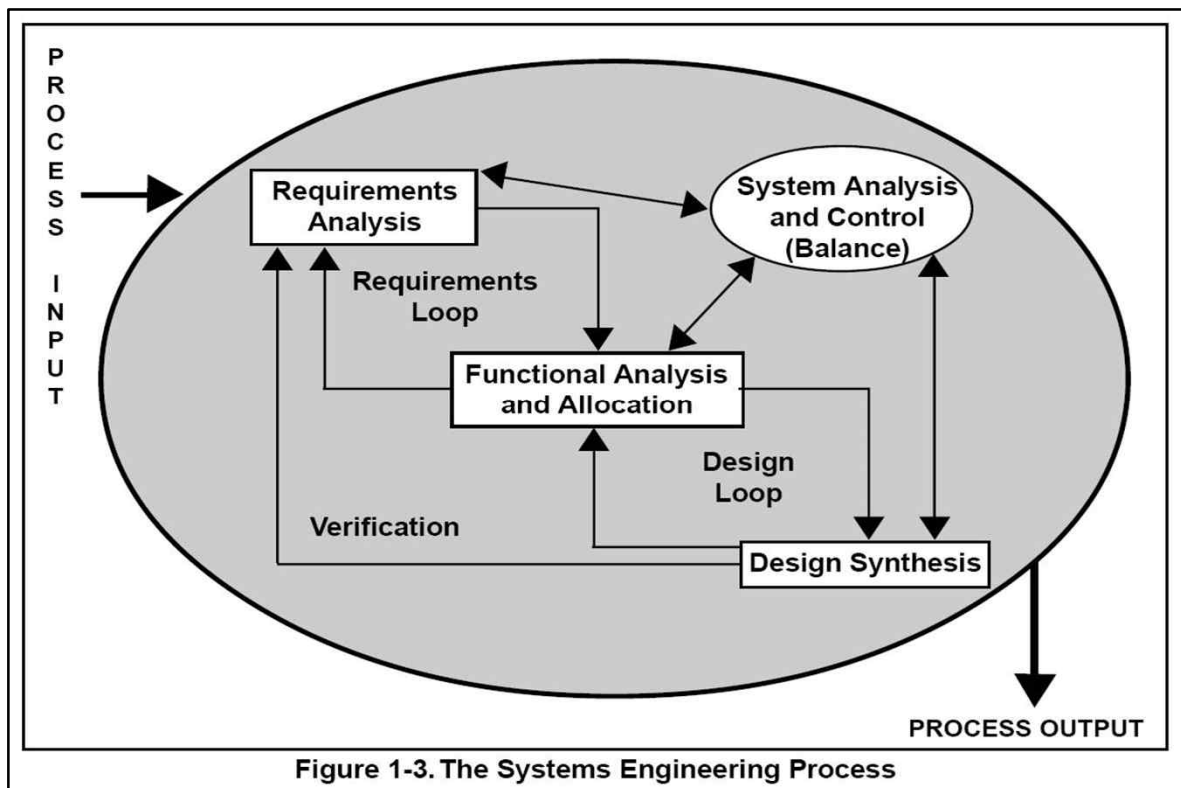 PROCESS INPUT
Requirements
Analysis
System Analysis
and Control
(Balance)
Requirements
Loop
Functional Analysis
and Allocation
Design
Loop
Verification
Design Synthesis
PROCESS OUTPUT
Figure 1-3. The Systems Engineering Process